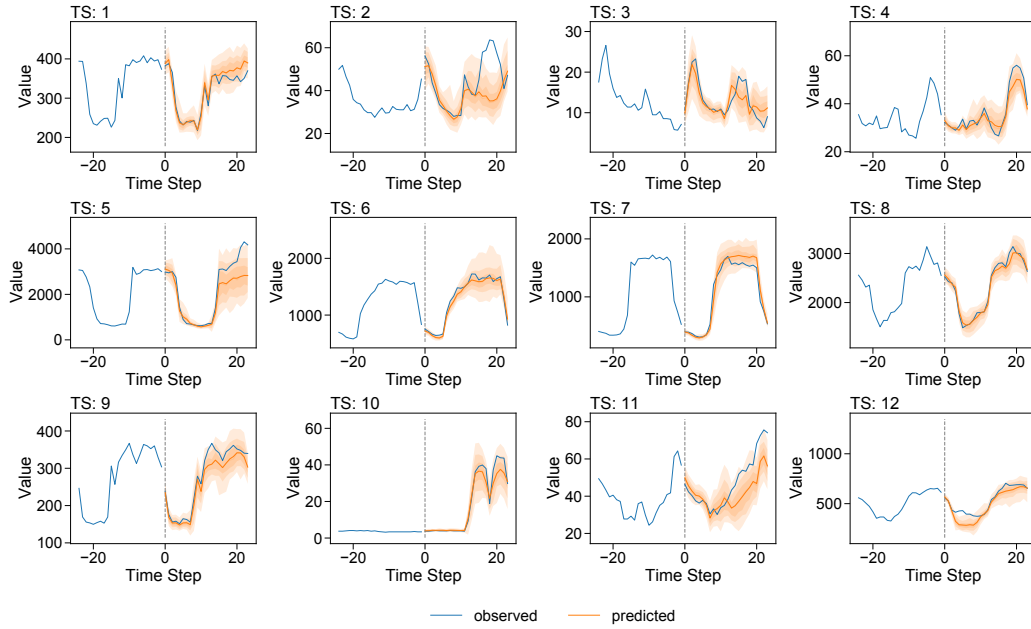 TS: 1
TS: 2
TS: 3
TS: 4
Value
400
300
200
Value
60
40
20
Value
30
20
10
Value
60
40
20
−20
0
20
−20
0
20
−20
0
20
−20
0
20
Time Step
Time Step
Time Step
Time Step
TS: 5
TS: 6
TS: 7
TS: 8
Value
4000
2000
0
Value
2000
1000
Value
2000
1000
Value
3000
2000
−20
0
20
−20
0
20
−20
0
20
−20
0
20
Time Step
Time Step
Time Step
Time Step
TS: 9
TS: 10
TS: 11
TS: 12
Value
400
300
200
100
Value
60
40
20
0
Value
80
60
40
20
Value
1000
500
−20
0
20
−20
0
20
−20
0
20
−20
0
20
Time Step
Time Step
Time Step
Time Step
observed
predicted